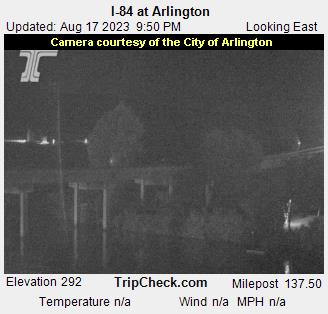 I-84 at Arlington
Updated: Aug 17 2023 9:50 PM Looking East
Camera courtesy of the City of Arlington
Elevation 292 TripCheck.com Milepost 137.50
Temperature n/a Wind n/a MPH n/a